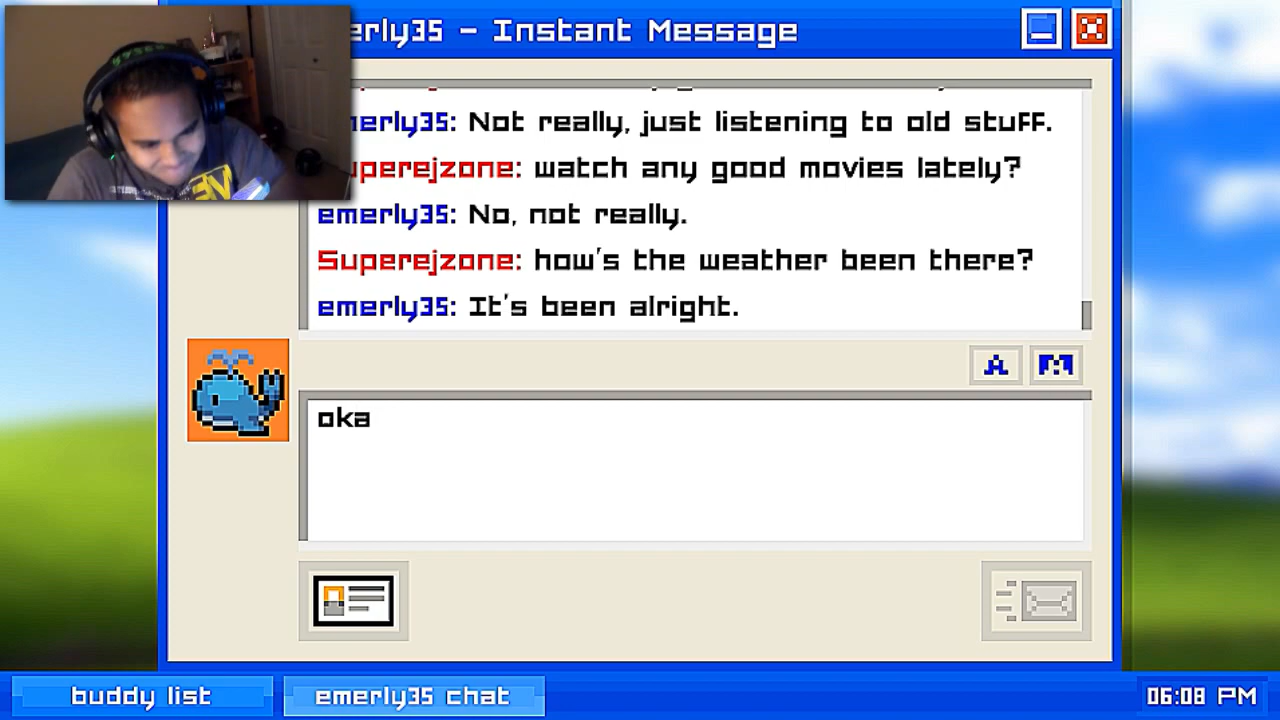 erly35 - Instant Message
erly35: Not really, just listening to old stuff.
uperejzone: watch any good movies lately?
emerly35: No, not really.
Superejzone: how's the weather been there?
emerly35: It's been alright.
A
oka
buddy list
emerly35 chat
06:08 PM